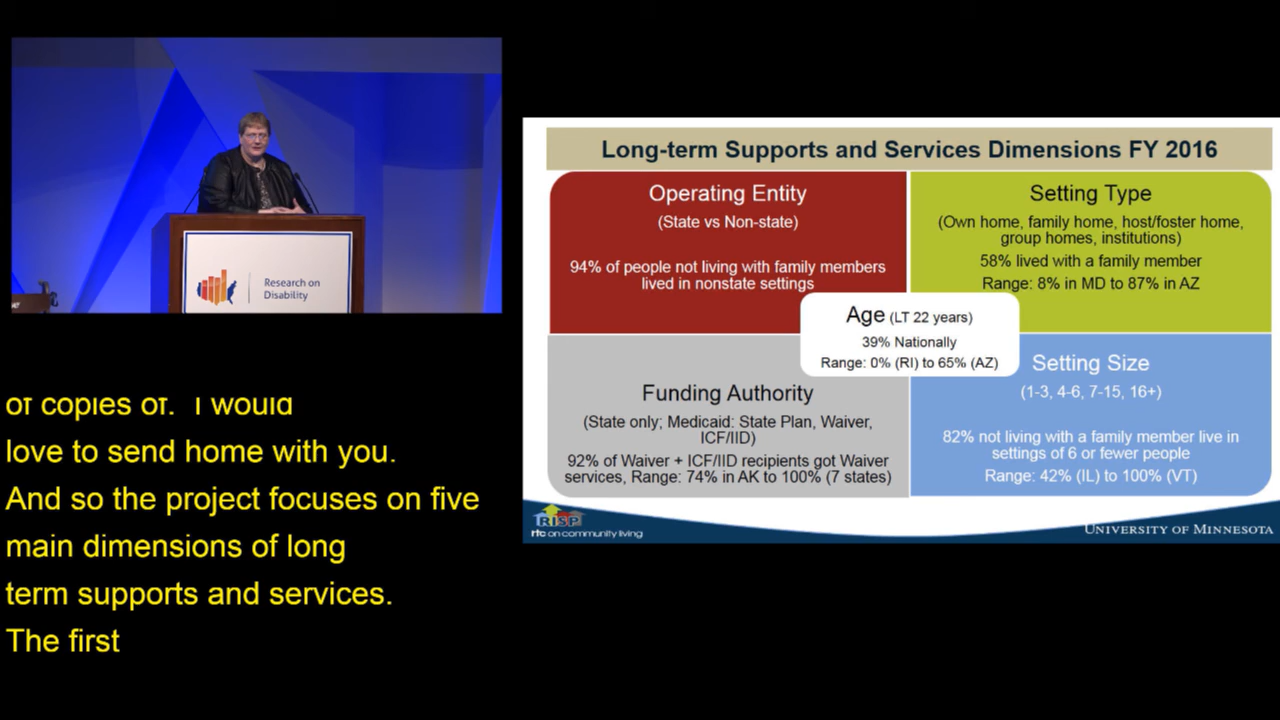 Research on
Disability
of copies of. I would
love to send home with you.
And so the project focuses on five
main dimensions of long
term supports and services.
The first
Long-term Supports and Services Dimensions FY 2016
Operating Entity
(State vs Non-state)
94% of people not living with family members
lived in nonstate settings
Setting Type
(Own home, family home, host/foster home,
group homes, institutions)
58% lived with a family member
Range: 8% in MD to 87% in AZ
Age (LT 22 years)
39% Nationally
Range: 0% (RI) to 65% (AZ)
Funding Authority
(State only; Medicaid: State Plan, Waiver,
ICF/IID)
92% of Waiver + ICF/IID recipients got Waiver
services, Range: 74% in AK to 100% (7 states)
Setting Size
(1-3, 4-6, 7-15, 16+)
82% not living with a family member live in
settings of 6 or fewer people
Range: 42% (IL) to 100% (VT)
RISP
rtc on community living
UNIVERSITY OF MINNESOTA